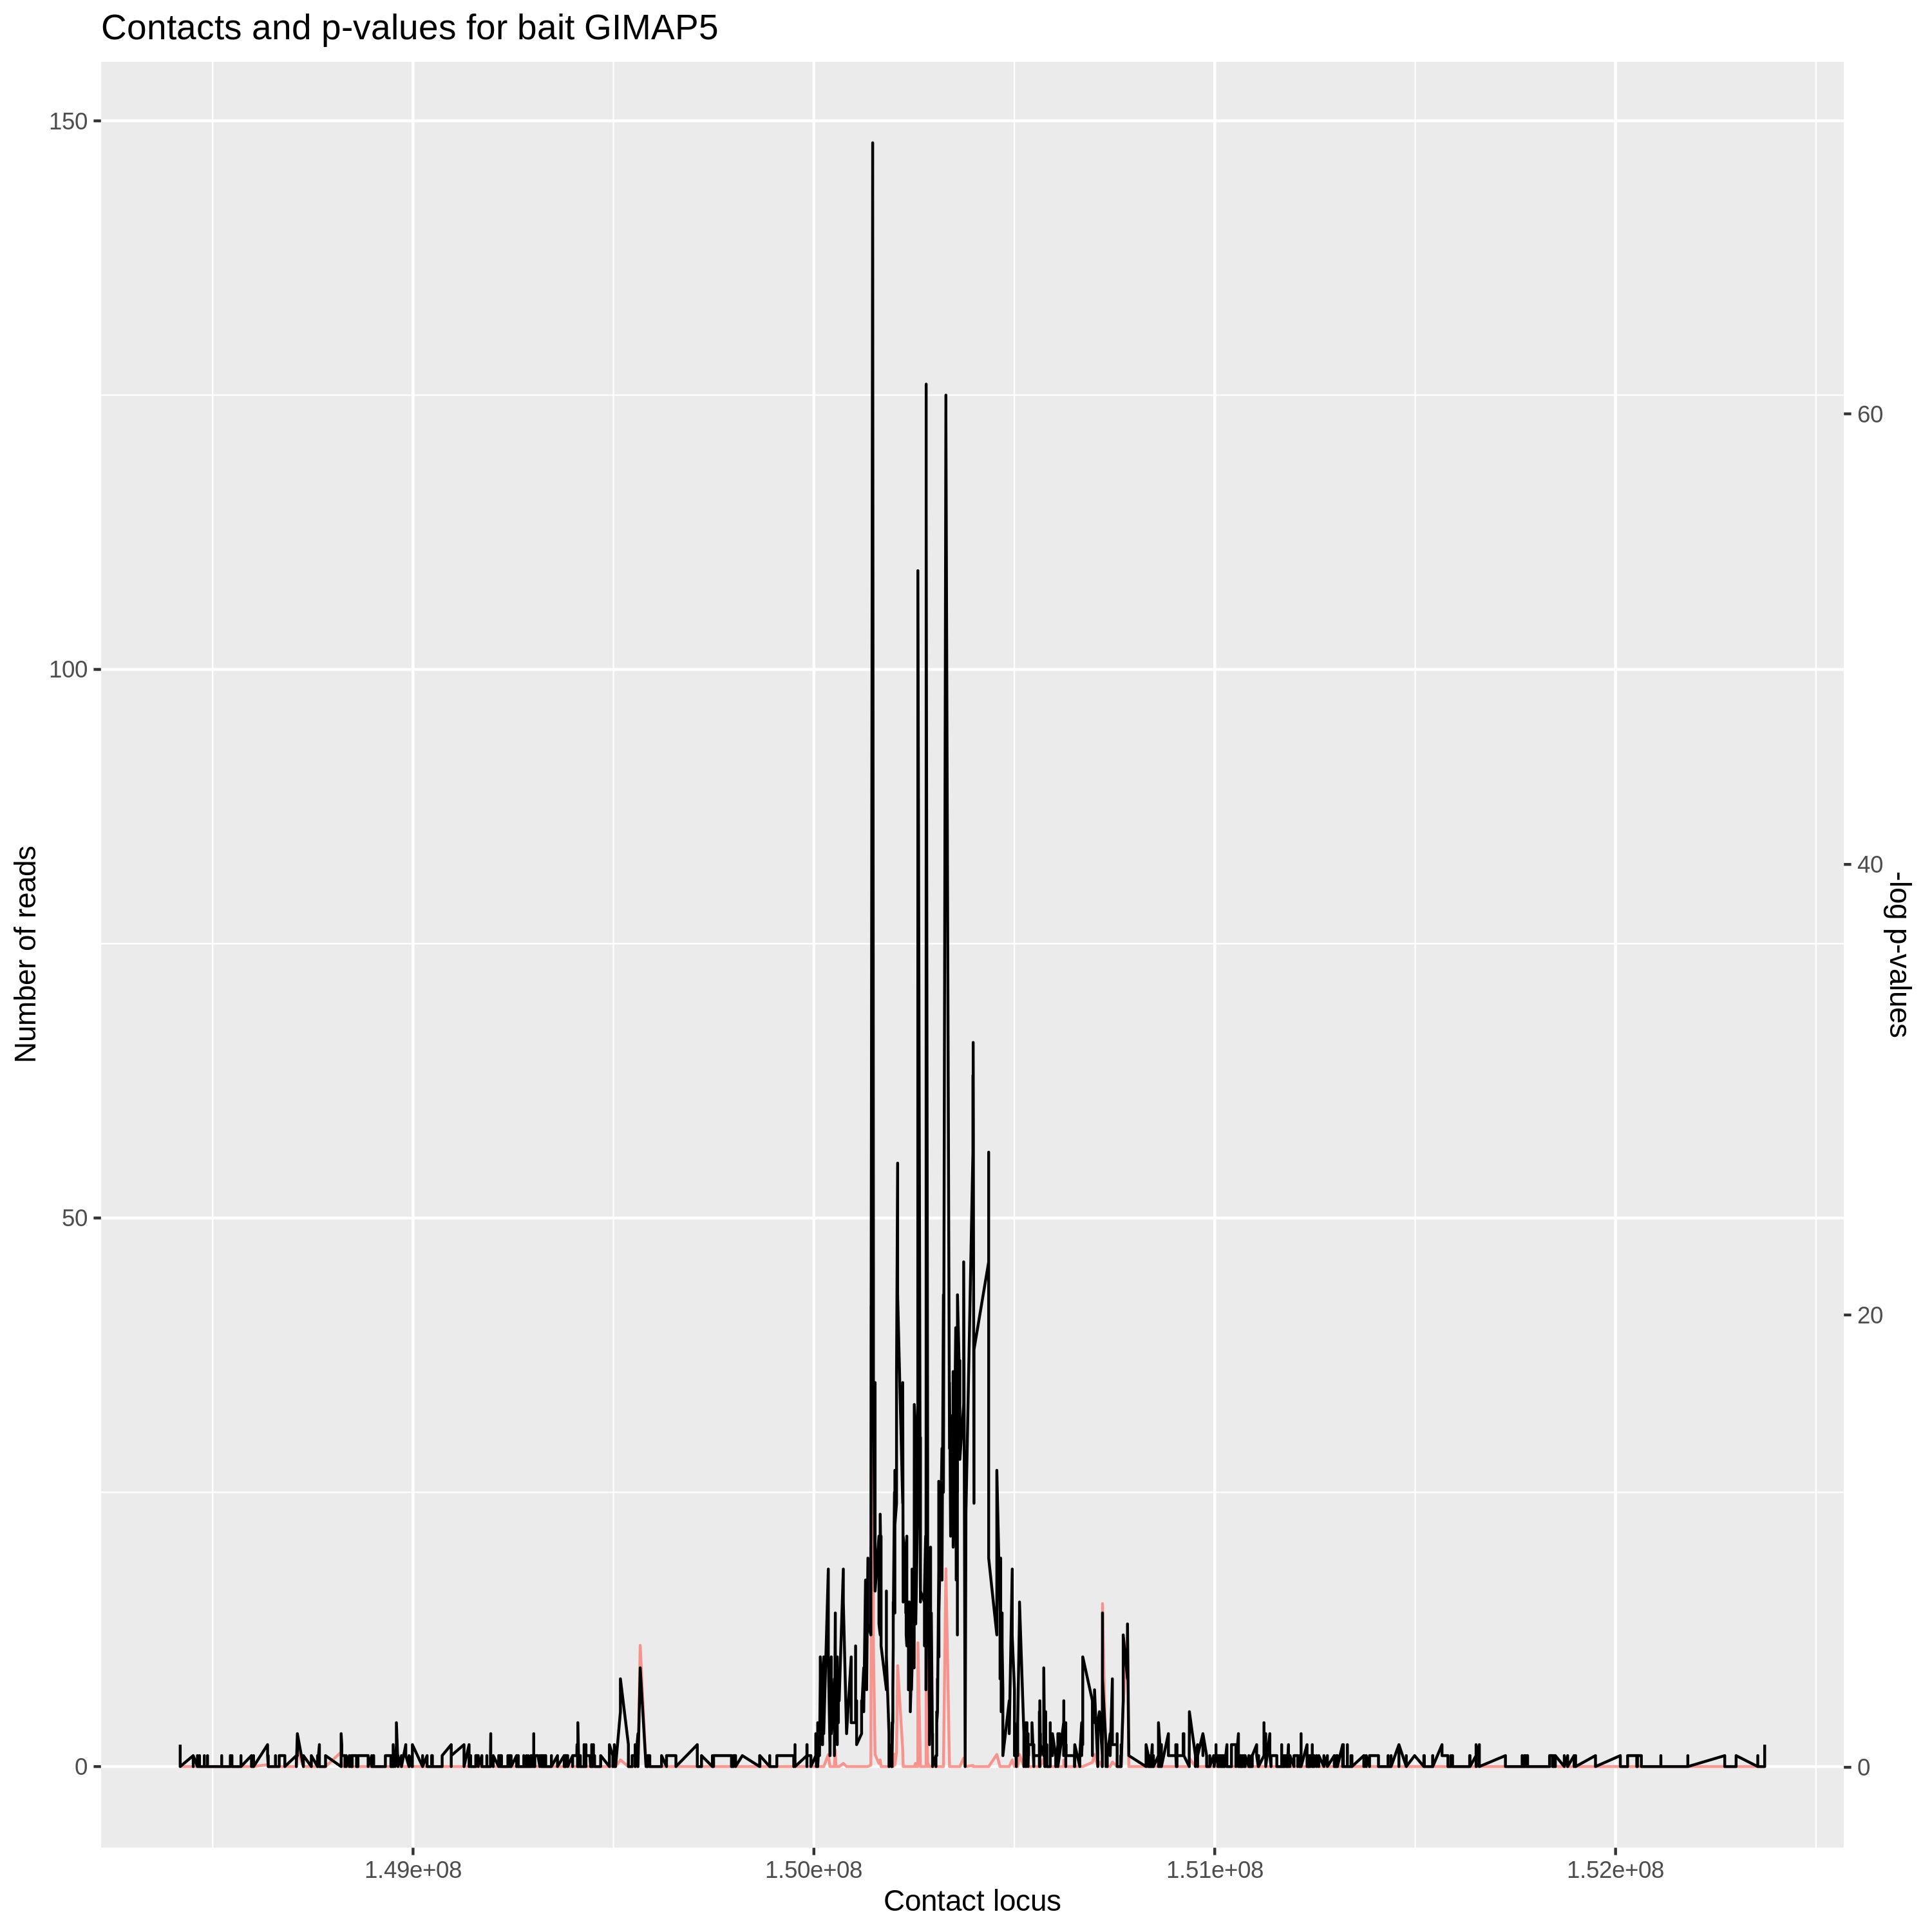 Contacts and p-values for bait GIMAP5
150
100
50
0
Number of reads
60
40
20
0
-log p-values
1.49e+08
1.50e+08
1.51e+08
1.52e+08
Contact locus